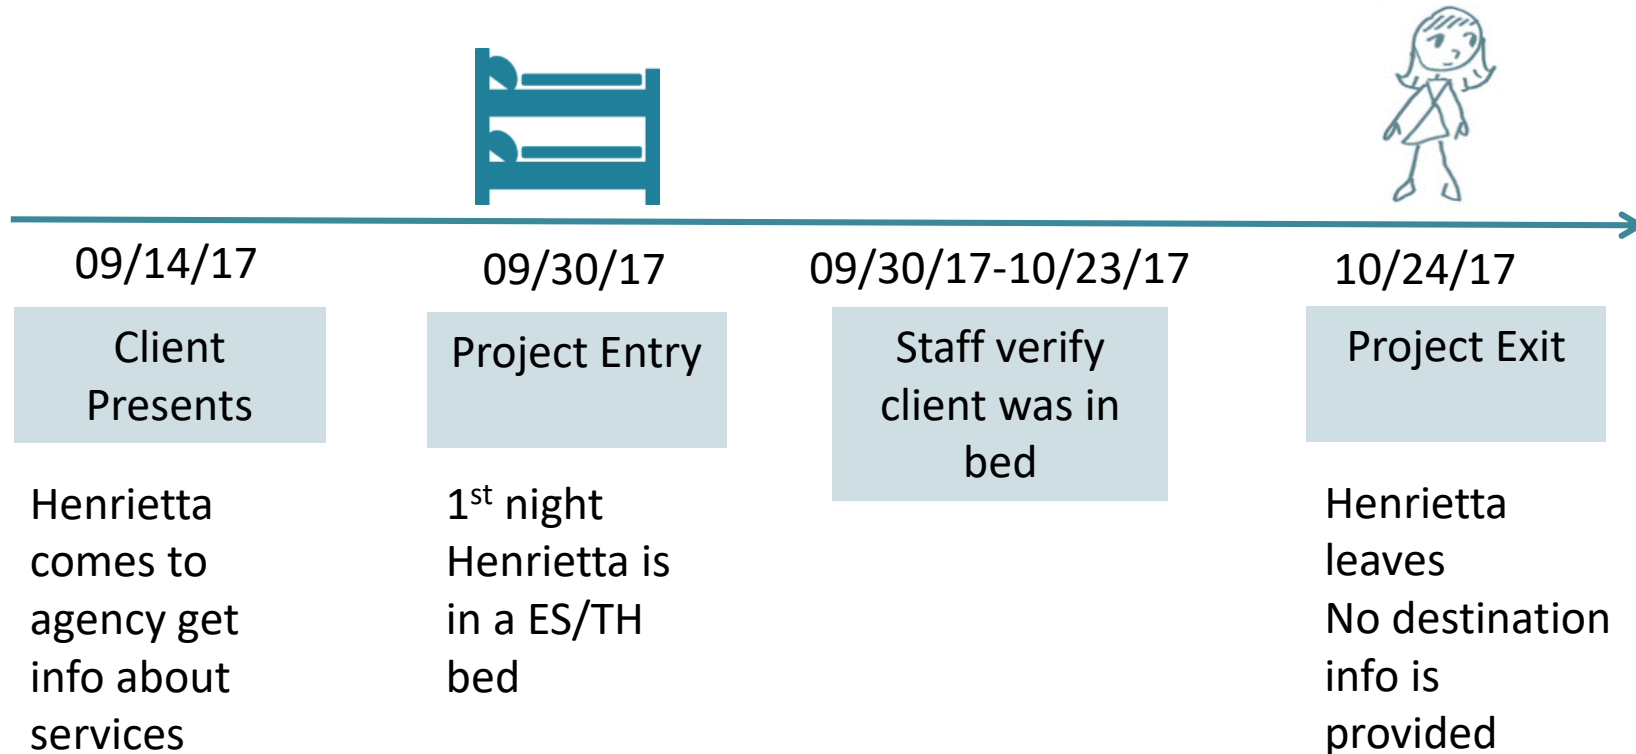 09/14/17
Client
Presents
Henrietta
comes to
agency get
info about
services
09/30/17
Project Entry
1st night
Henrietta is
in a ES/TH
bed
09/30/17-10/23/17
Staff verify
client was in
bed
10/24/17
Project Exit
Henrietta
leaves
No destination
info is
provided